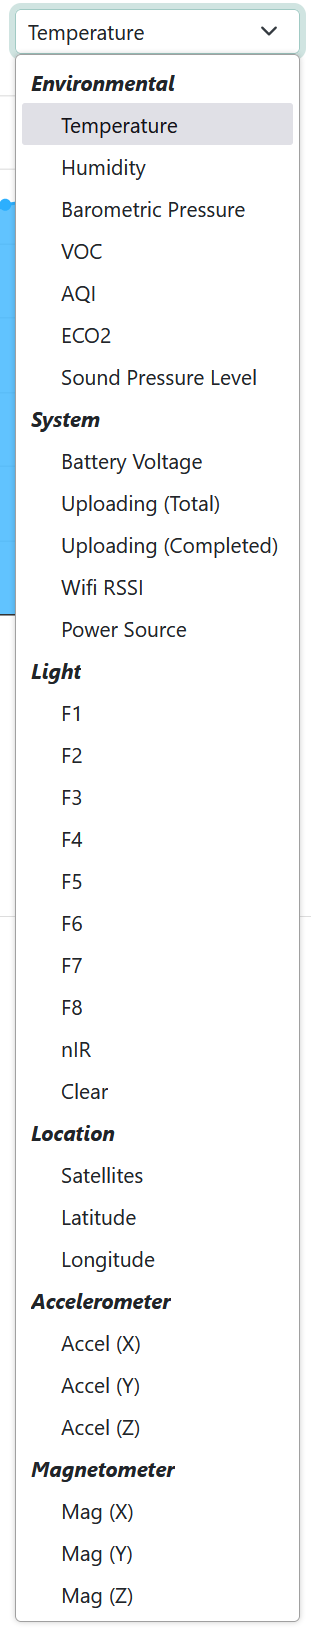 Temperature
Environmental
Temperature
Humidity
Barometric Pressure
VOC
AQI
ECO2
Sound Pressure Level
System
Battery Voltage
Uploading (Total)
Uploading (Completed)
Wifi RSSI
Power Source
Light
F1
F2
F3
F4
F5
F6
F7
F8
nIR
Clear
Location
Satellites
Latitude
Longitude
Accelerometer
Accel (X)
Accel (Y)
Accel (Z)
Magnetometer
Mag (X)
Mag (Y)
Mag (Z)